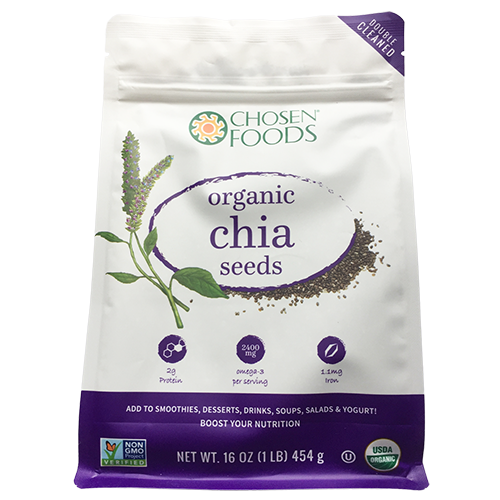 DOUBLE
CLEANED
CHOSEN
FOODS
organic
chia
seeds
2g
Protein
2400
mg
omega-3
per serving
1.1mg
Iron
ADD TO SMOOTHIES, DESSERTS, DRINKS, SOUPS, SALADS & YOGURT!
BOOST YOUR NUTRITION
NON
GMO
Project
VERIFIED
NET WT. 16 OZ (1 LB) 454 g
U
USDA
ORGANIC